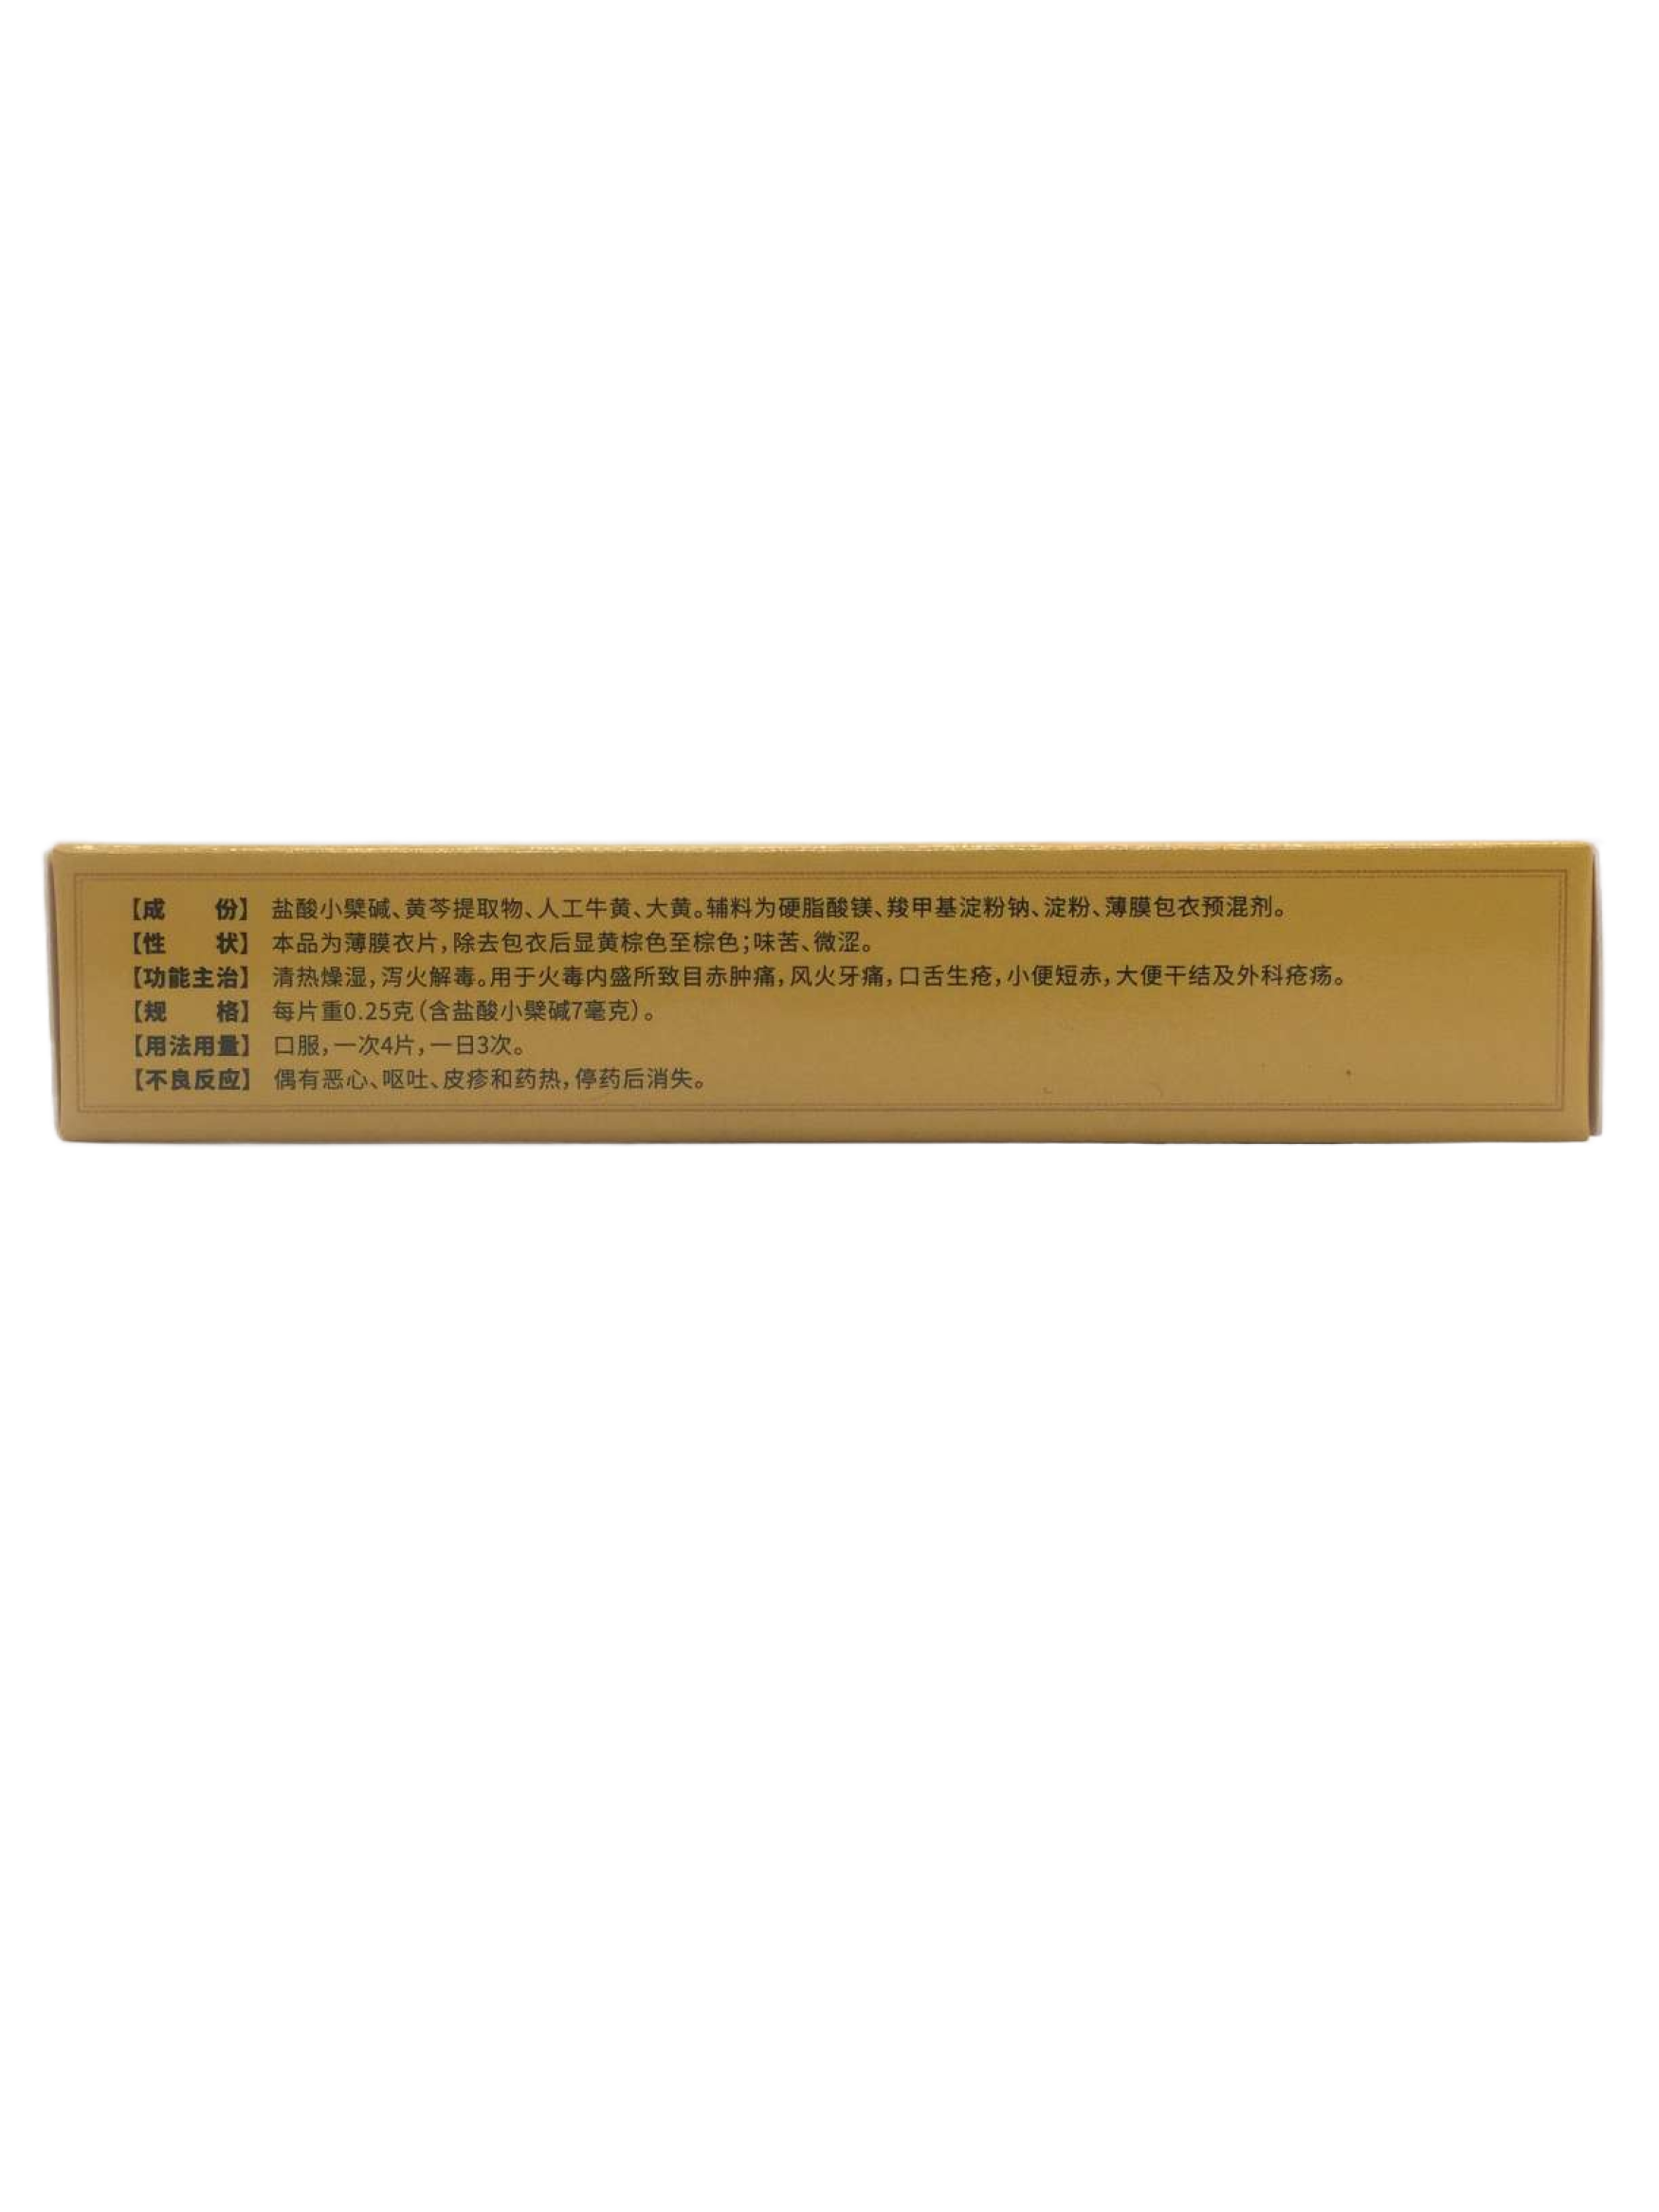 【成　　份】 盐酸小檗碱、黄芩提取物、人工牛黄、大黄。辅料为硬脂酸镁、羧甲基淀粉钠、淀粉、薄膜包衣预混剂。
【性　　状】 本品为薄膜衣片,除去包衣后显黄棕色至棕色;味苦、微涩。
【功能主治】 清热燥湿,泻火解毒。用于火毒内盛所致目赤肿痛,风火牙痛,口舌生疮,小便短赤,大便干结及外科疮疡。
【规　　格】 每片重0.25克(含盐酸小檗碱7毫克)。
【用法用量】 口服,一次4片,一日3次。
【不良反应】 偶有恶心、呕吐、皮疹和药热,停药后消失。